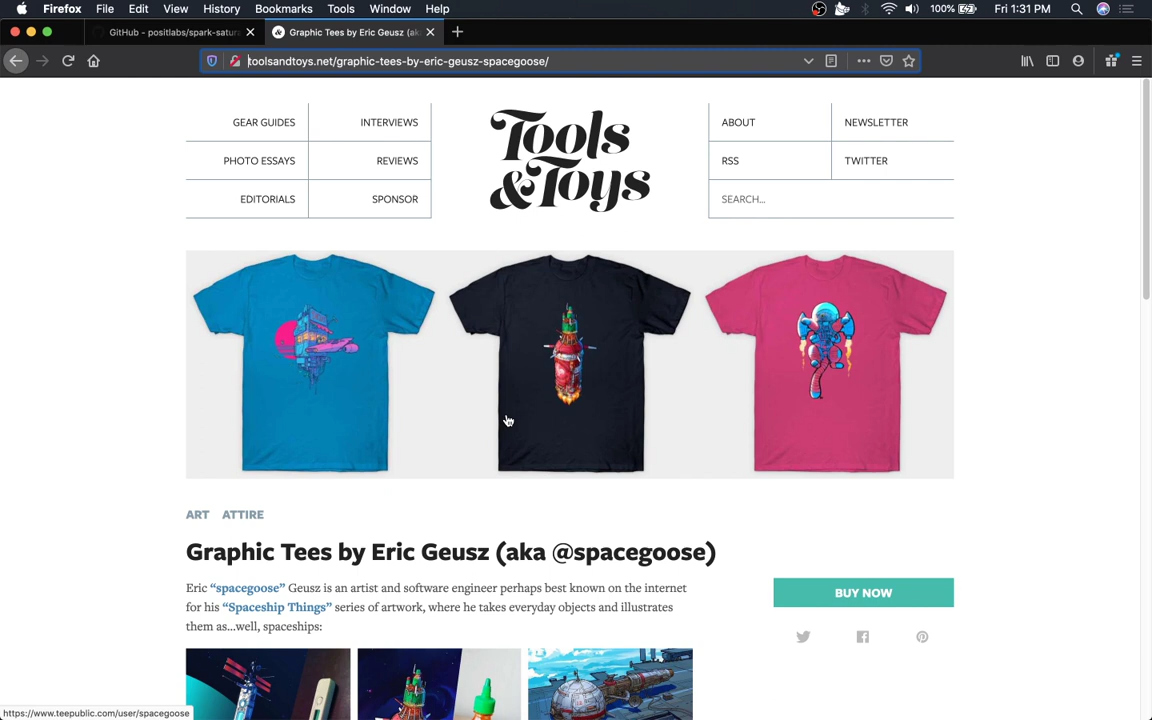 Firefox File Edit View History Bookmarks Tools Window Help 100% Fri 1:31 PM
GitHub - positlabs/spark-satura Graphic Tees by Eric Geusz (aka
toolsandtoys.net/graphic-tees-by-eric-geusz-spacegoose/
GEAR GUIDES INTERVIEWS
PHOTO ESSAYS REVIEWS
EDITORIALS SPONSOR
Tools
&Toys
ABOUT NEWSLETTER
RSS TWITTER
SEARCH...
ART ATTIRE
Graphic Tees by Eric Geusz (aka @spacegoose)
Eric “spacegoose” Geusz is an artist and software engineer perhaps best known on the internet
for his “Spaceship Things” series of artwork, where he takes everyday objects and illustrates
them as...well, spaceships:
BUY NOW
https://www.teepublic.com/user/spacegoose